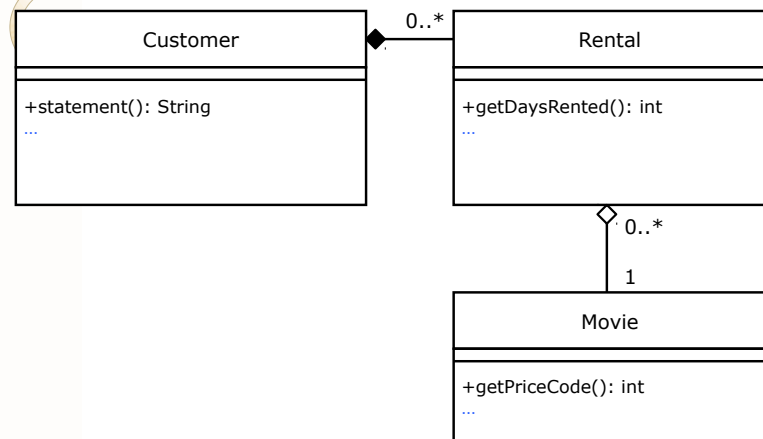 Customer
+statement(): String
...
0..*
Rental
+getDaysRented(): int
...
0..*
1
Movie
+getPriceCode(): int
...